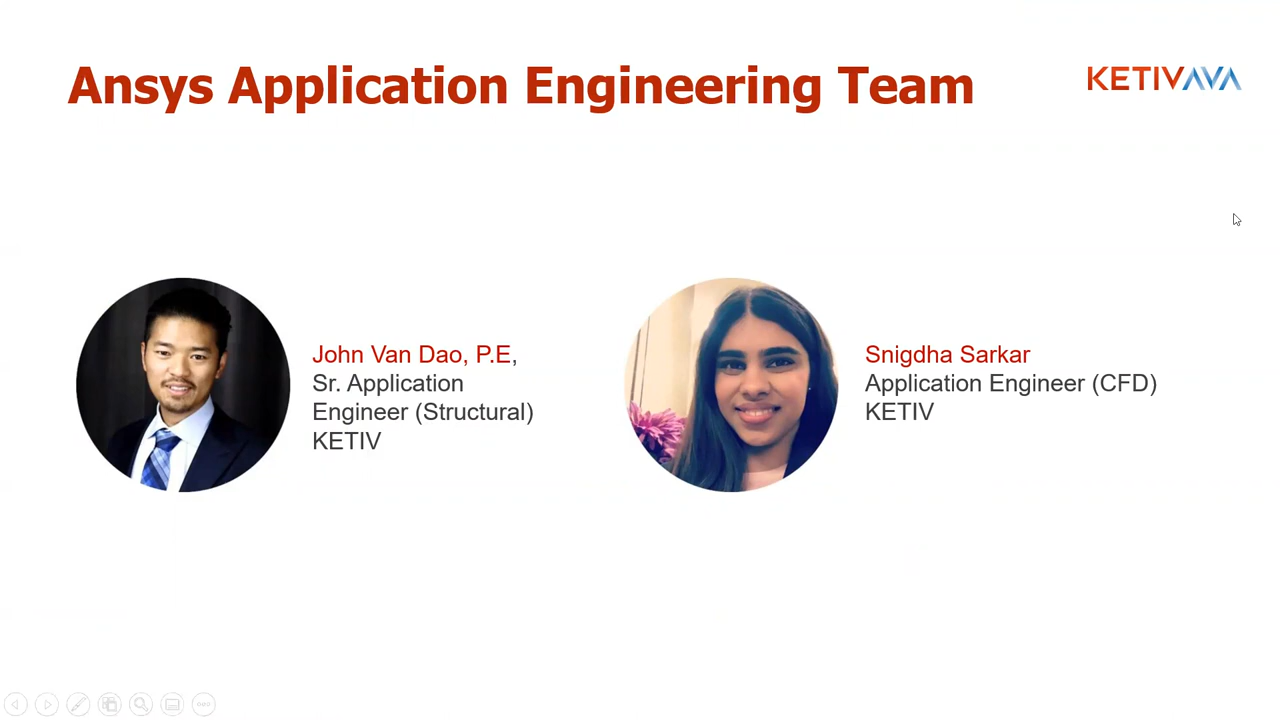 Ansys Application Engineering Team
KETIVAVA
John Van Dao, P.E,
Sr. Application
Engineer (Structural)
KETIV
Snigdha Sarkar
Application Engineer (CFD)
KETIV